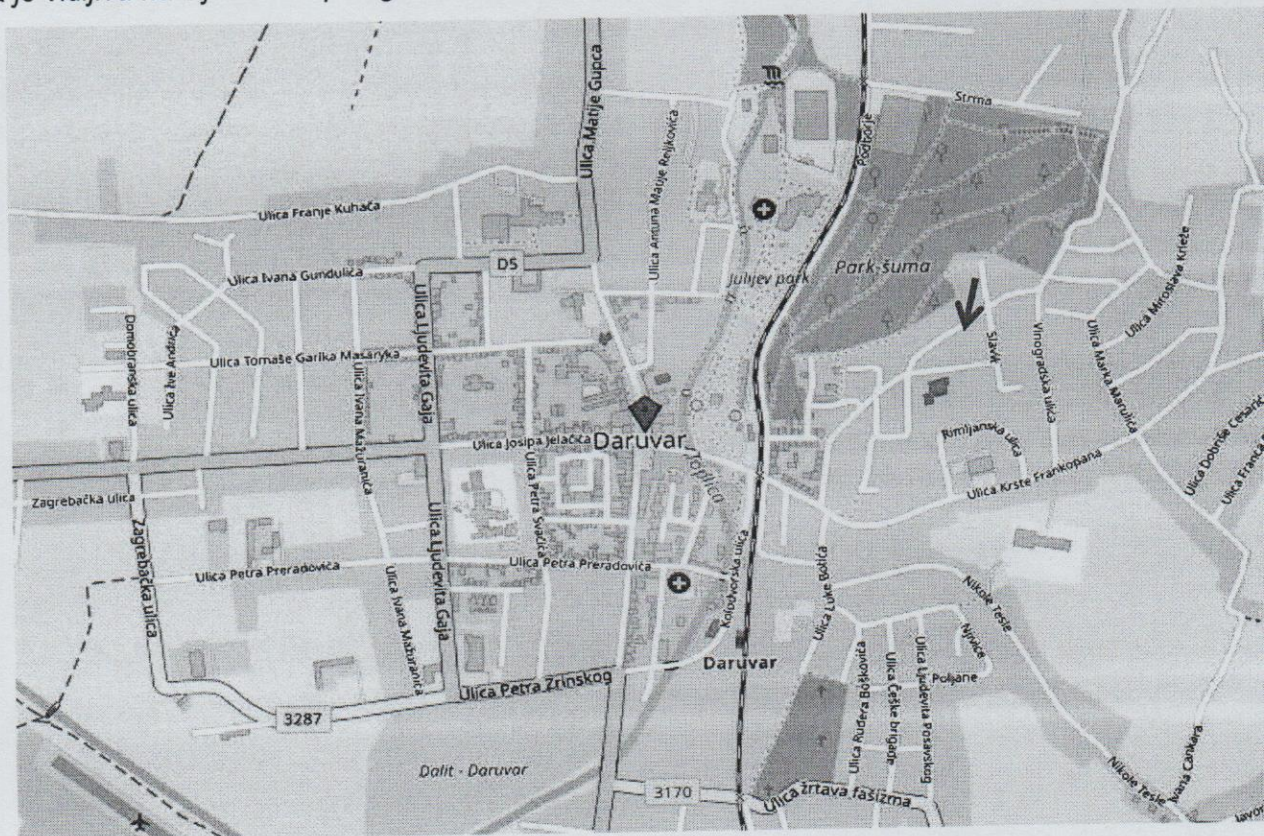 Ulica Matije Gupca
Strma
Podborje
Ulica Antuna Matije Reljkovića
Ulica Franje Kuhača
D5
Julijev park
Park-šuma
Ulica Ivana Gundulića
Ulica Miroslava Krleže
Domobranska ulica
Ulica Ive Andrića
Ulica Tomaše Garika Masaryka
Ulica Ljudevita Gaja
Ulica Ivana Mažuranića
Slavik
Vinogradska ulica
Ulica Marka Marulića
Ulica Josipa Jelačića
Daruvar
Toplica
Rimljanska ulica
Ulica Krste Frankopana
Ulica Dobrše Cesarić
Ulica Franca
Zagrebačka ulica
Zagrebačka ulica
Ulica Petra Svačića
Ulica Ljudevita Gaja
Ulica Petra Preradovića
Ulica Petra Preradovića
Ulica Ivana Mažuranića
Kolodvorska ulica
Ulica Luke Botića
Nikole Tesle
Njivice
Daruvar
Poljane
Ulica Ruđera Boškovića
Ulica Češke brigade
Ulica Ljudevita Posavskog
Ulica Petra Zrinskog
3287
Dalit - Daruvar
3170
Ulica žrtava fašizma
Nikole Tesle
Ivana Cankara